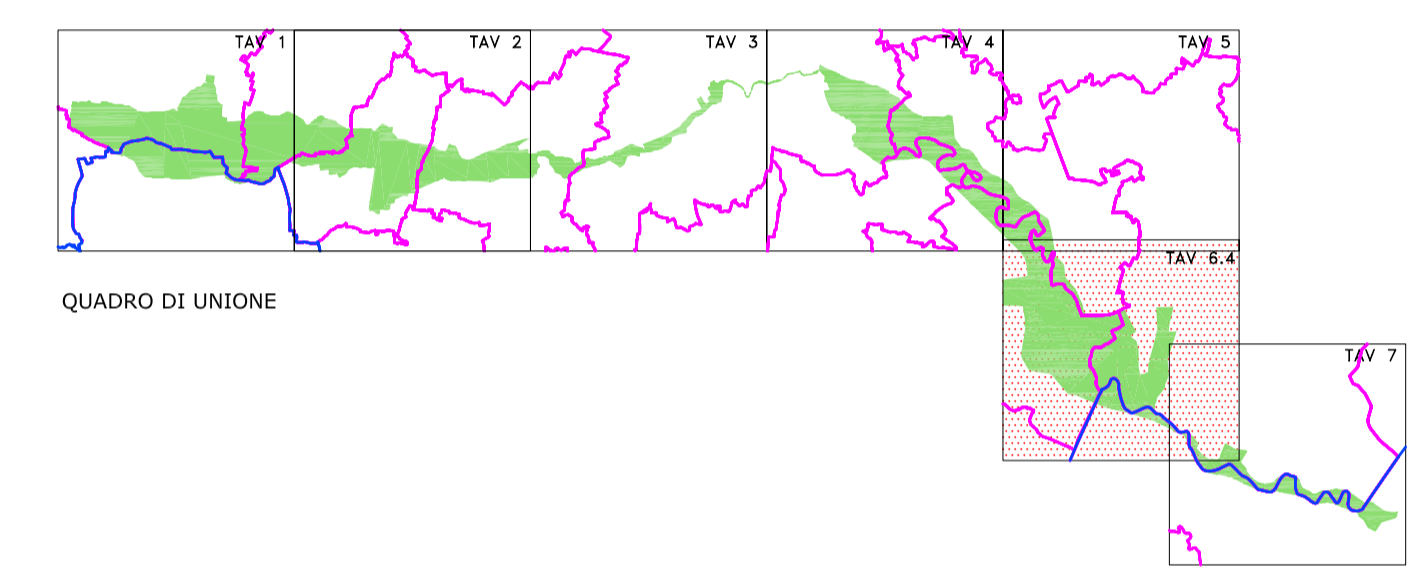 TAV 1
TAV 2
TAV 3
TAV 4
TAV 5
TAV 6.4
QUADRO DI UNIONE
TAV 7